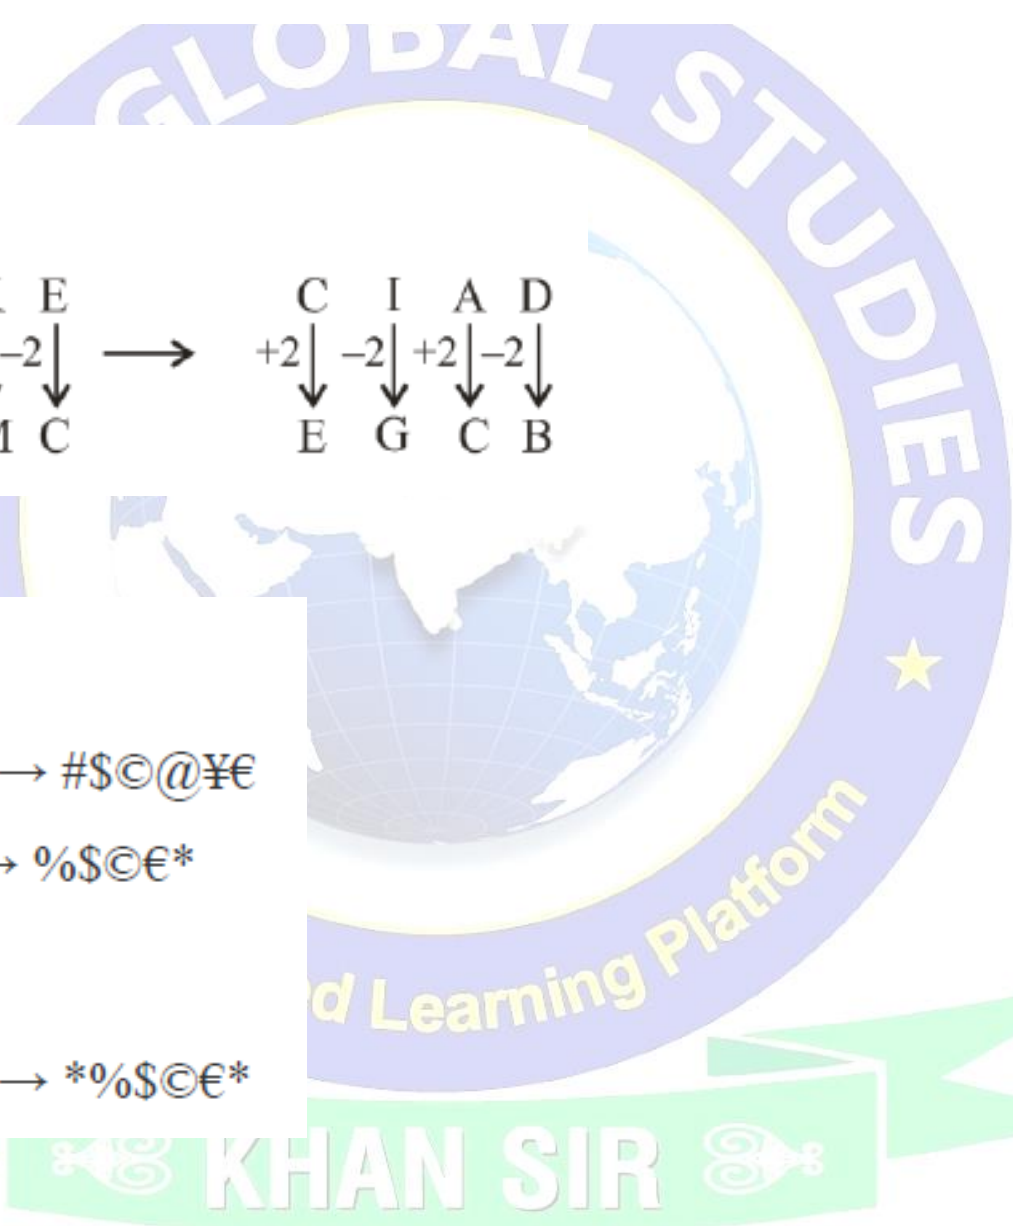 GLOBAL STUDIES
E C I A D
–2 +2 –2 +2 –2
C E G C B
→ #$©@¥€
→ %$©€*
→ *%$©€*
d Learning Platform
KHAN SIR